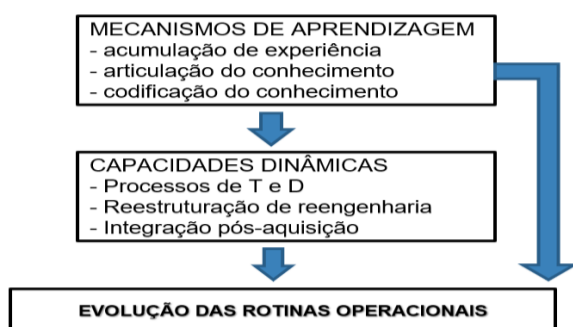 MECANISMOS DE APRENDIZAGEM
- acumulação de experiência
- articulação do conhecimento
- codificação do conhecimento
CAPACIDADES DINÂMICAS
- Processos de T e D
- Reestruturação de reengenharia
- Integração pós-aquisição
EVOLUÇÃO DAS ROTINAS OPERACIONAIS